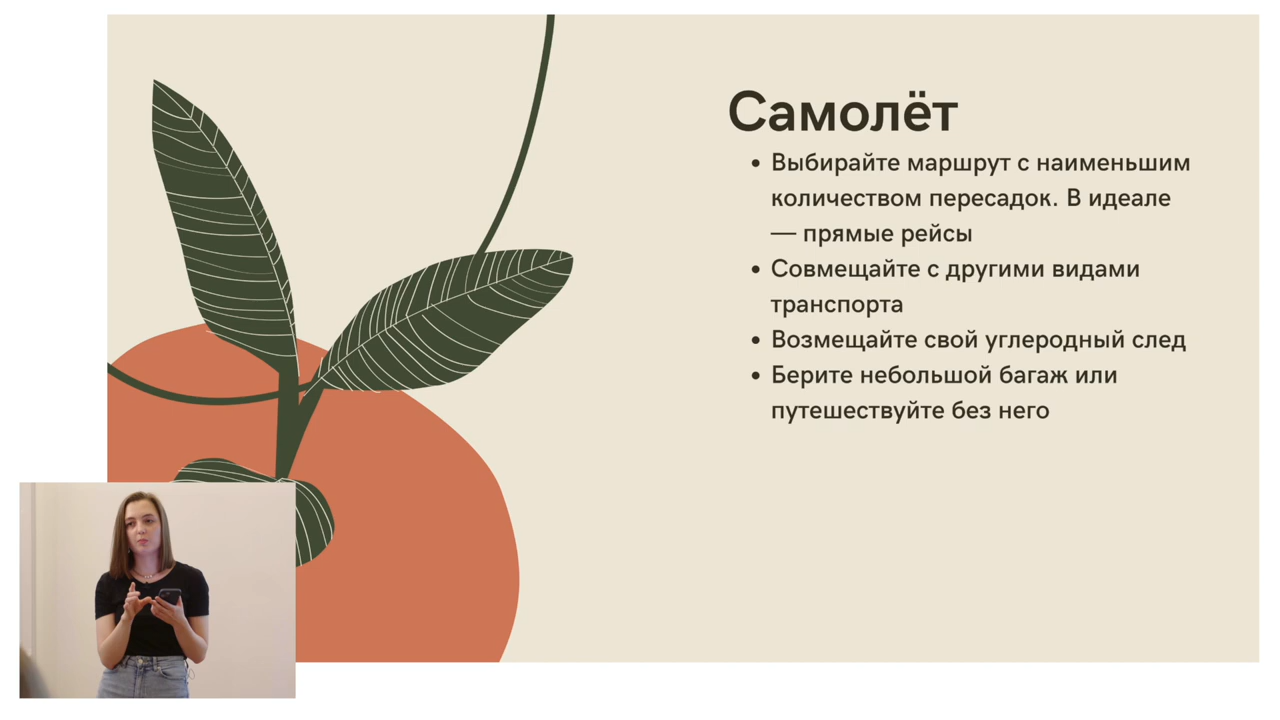 Самолёт
• Выбирайте маршрут с наименьшим
количеством пересадок. В идеале
— прямые рейсы
• Совмещайте с другими видами
транспорта
• Возмещайте свой углеродный след
• Берите небольшой багаж или
путешествуйте без него